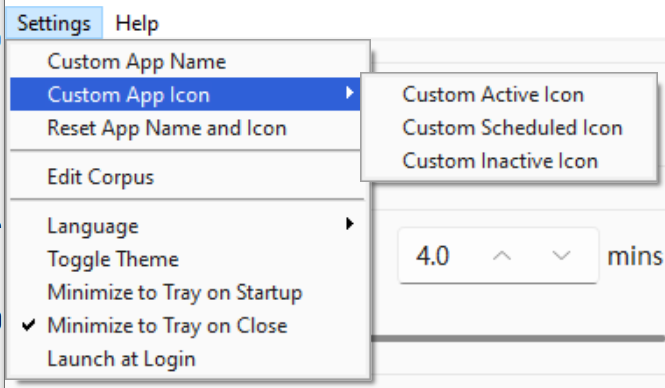 Settings Help
Custom App Name
Custom App Icon
Reset App Name and Icon
Edit Corpus
Language
Toggle Theme
Minimize to Tray on Startup
Minimize to Tray on Close
Launch at Login
Custom Active Icon
Custom Scheduled Icon
Custom Inactive Icon
4.0 mins